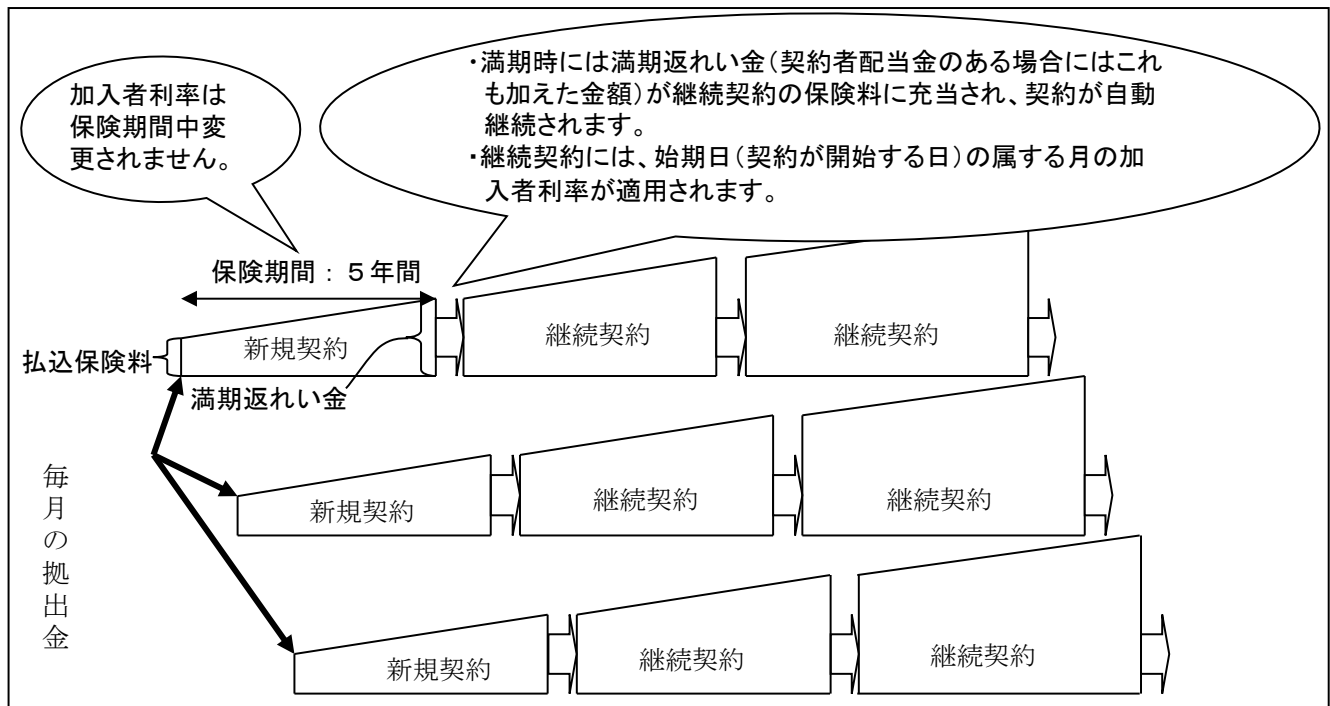 加入者利率は
保険期間中変
更されません。
・満期時には満期返れい金（契約者配当金のある場合にはこれ
も加えた金額）が継続契約の保険料に充当され、契約が自動
継続されます。
・継続契約には、始期日（契約が開始する日）の属する月の加
入者利率が適用されます。
保険期間：５年間
払込保険料
新規契約
継続契約
継続契約
満期返れい金
毎月の拠出金
新規契約
継続契約
継続契約
新規契約
継続契約
継続契約